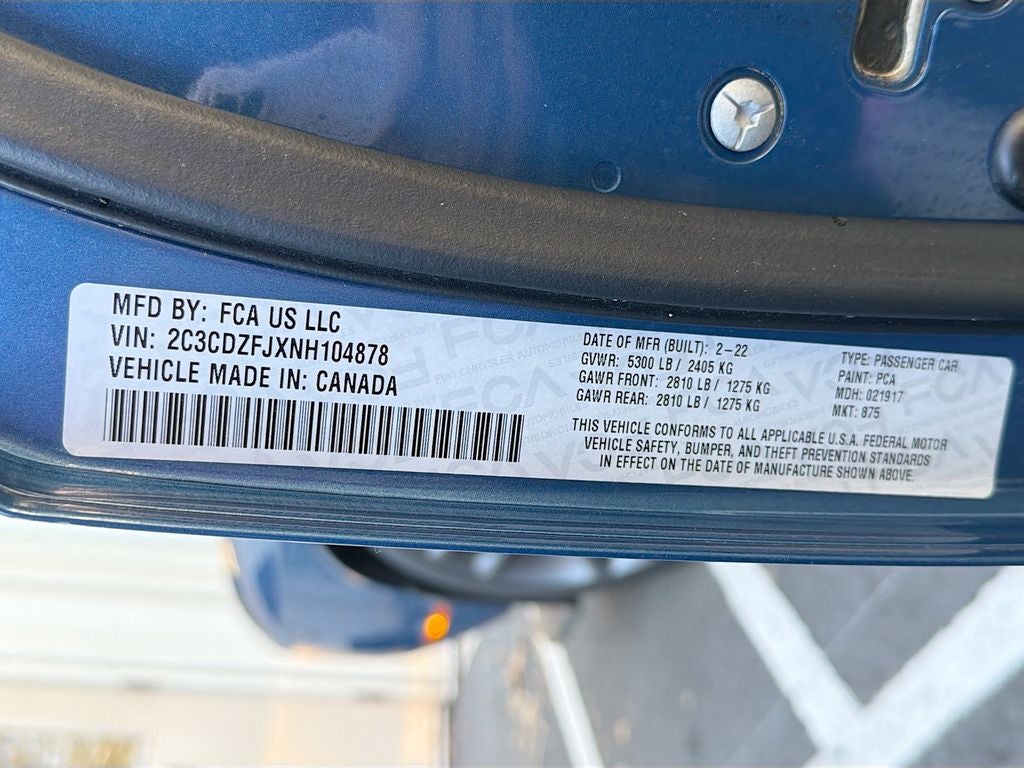 MFD BY: FCA US LLC
VIN: 2C3CDZFJXNH104878
VEHICLE MADE IN: CANADA
DATE OF MFR (BUILT): 2-22
GVWR: 5300 LB / 2405 KG
GAWR FRONT: 2810 LB / 1275 KG
GAWR REAR: 2810 LB / 1275 KG
TYPE: PASSENGER CAR
PAINT: PCA
MDH: 021917
MKT: 875
THIS VEHICLE CONFORMS TO ALL APPLICABLE U.S.A. FEDERAL MOTOR
VEHICLE SAFETY, BUMPER, AND THEFT PREVENTION STANDARDS
IN EFFECT ON THE DATE OF MANUFACTURE SHOWN ABOVE.